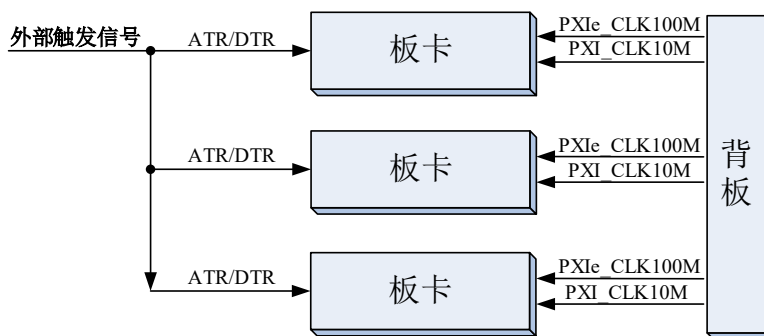 外部触发信号
ATR/DTR
板卡
PXIe_CLK100M
PXI_CLK10M
ATR/DTR
板卡
PXIe_CLK100M
PXI_CLK10M
背板
ATR/DTR
板卡
PXIe_CLK100M
PXI_CLK10M